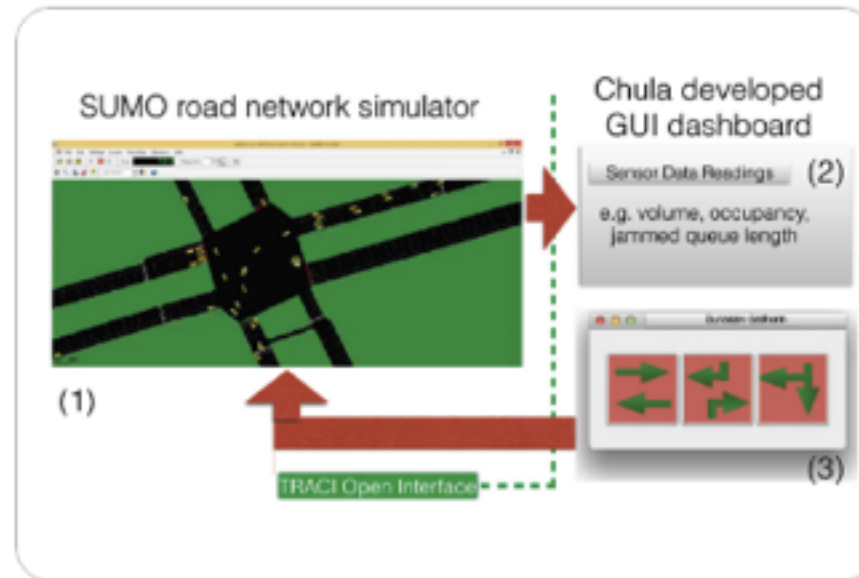 SUMO road network simulator
Chula developed
GUI dashboard
Sensor Data Readings
(2)
e.g. volume, occupancy,
jammed queue length
(1)
(3)
TRACI Open Interface